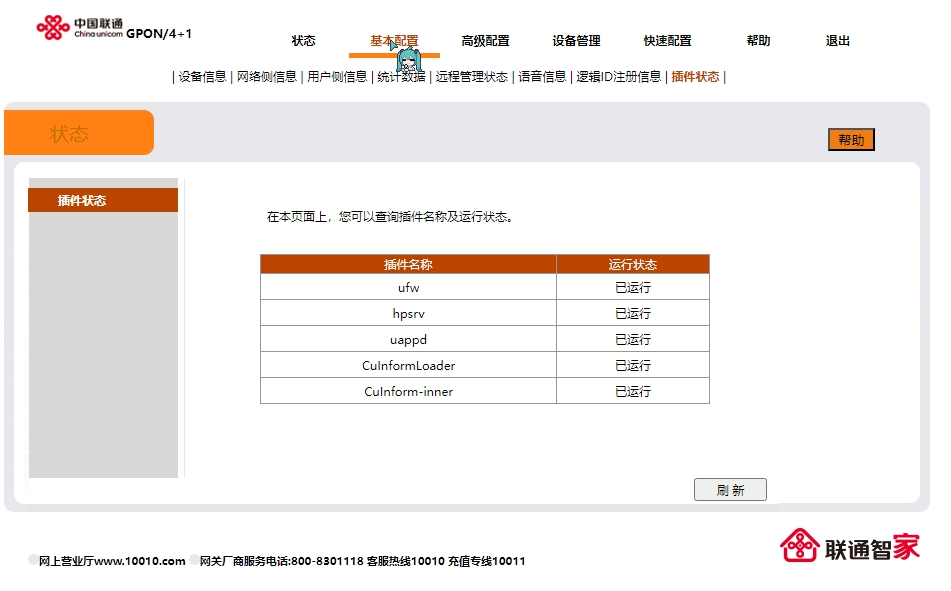 中国联通
China unicom GPON/4+1
状态 基本配置 高级配置 设备管理 快速配置 帮助 退出
| 设备信息 | 网络侧信息 | 用户侧信息 | 统计数据 | 远程管理状态 | 语音信息 | 逻辑ID注册信息 | 插件状态 |
状态
帮助
插件状态
在本页面上，您可以查询插件名称及运行状态。
插件名称 运行状态
ufw 已运行
hpsrv 已运行
uappd 已运行
CuInformLoader 已运行
CuInform-inner 已运行
刷 新
联通智家
网上营业厅www.10010.com 网关厂商服务电话:800-8301118 客服热线10010 充值专线10011